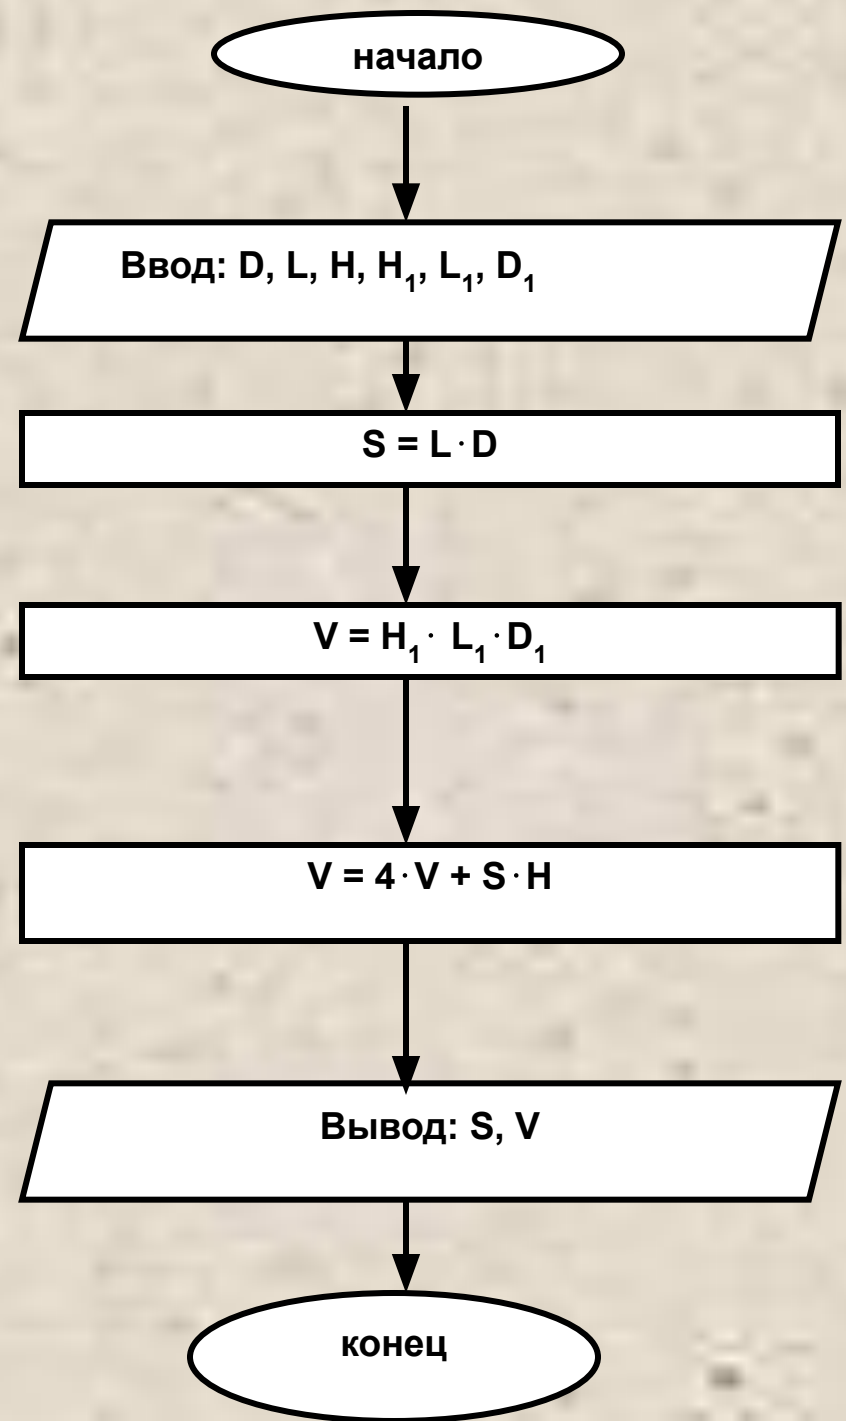 начало
Ввод: D, L, H, H₁, L₁, D₁
S = L · D
V = H₁ · L₁ · D₁
V = 4 · V + S · H
Вывод: S, V
конец